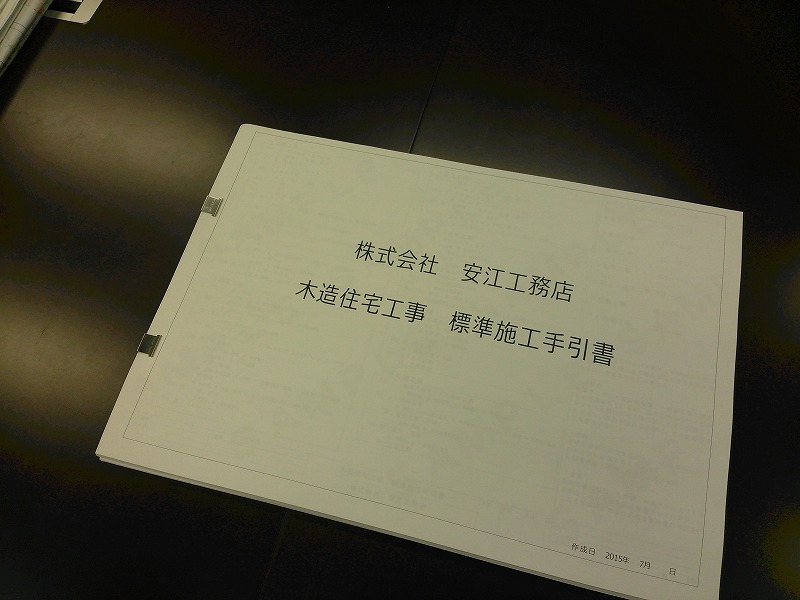 株式会社　安江工務店
木造住宅工事　標準施工手引書
作成日　2015年　7月　　日